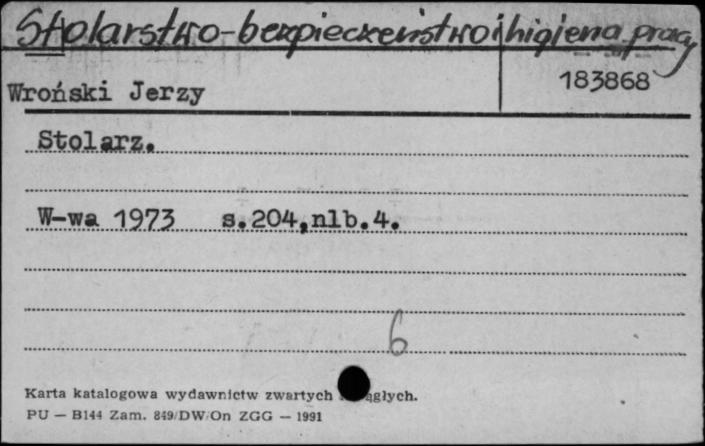 Stolarstwo-bezpieczeństwo i higiena pracy
183868
Wroński Jerzy
Stolarz.
W-wa 1973 s.204,nlb.4.
6
Karta katalogowa wydawnictw zwartych ągłych.
PU — B144 Zam. 849/DW/On ZGG — 1991